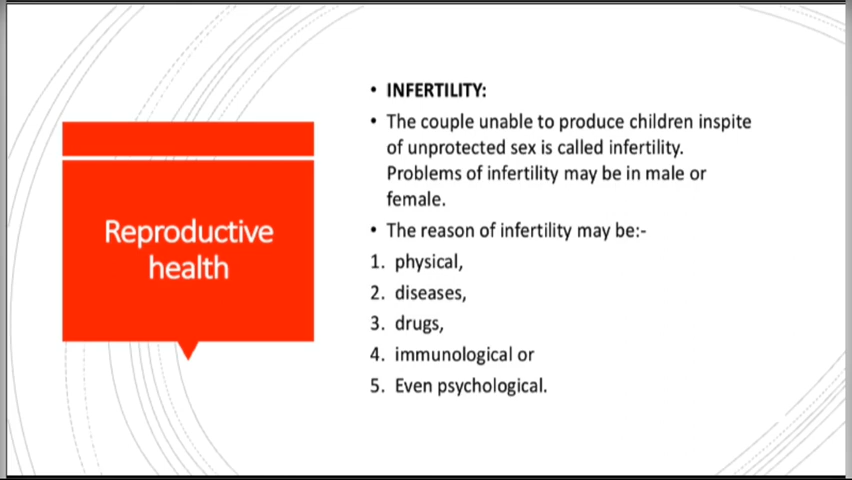 Reproductive
health
• INFERTILITY:
• The couple unable to produce children inspite
of unprotected sex is called infertility.
Problems of infertility may be in male or
female.
• The reason of infertility may be:-
1. physical,
2. diseases,
3. drugs,
4. immunological or
5. Even psychological.